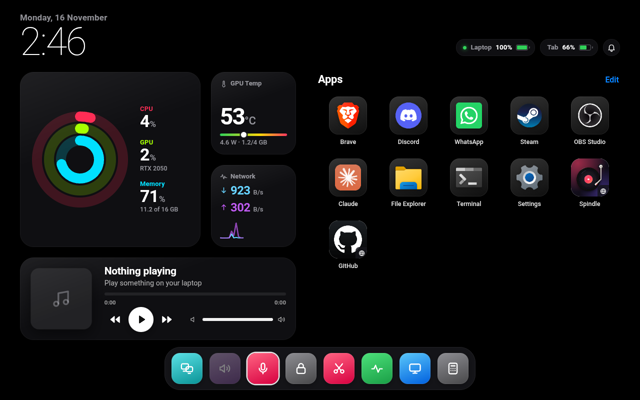 Monday, 16 November
2:46
Laptop 100%
Tab 66%
CPU
4%
GPU
2%
RTX 2050
Memory
71%
11.2 of 16 GB
GPU Temp
53°C
4.6 W · 1.2/4 GB
Network
↓ 923 B/s
↑ 302 B/s
Nothing playing
Play something on your laptop
0:00 0:00
Apps Edit
Brave Discord WhatsApp Steam OBS Studio
Claude File Explorer Terminal Settings Spindle
GitHub